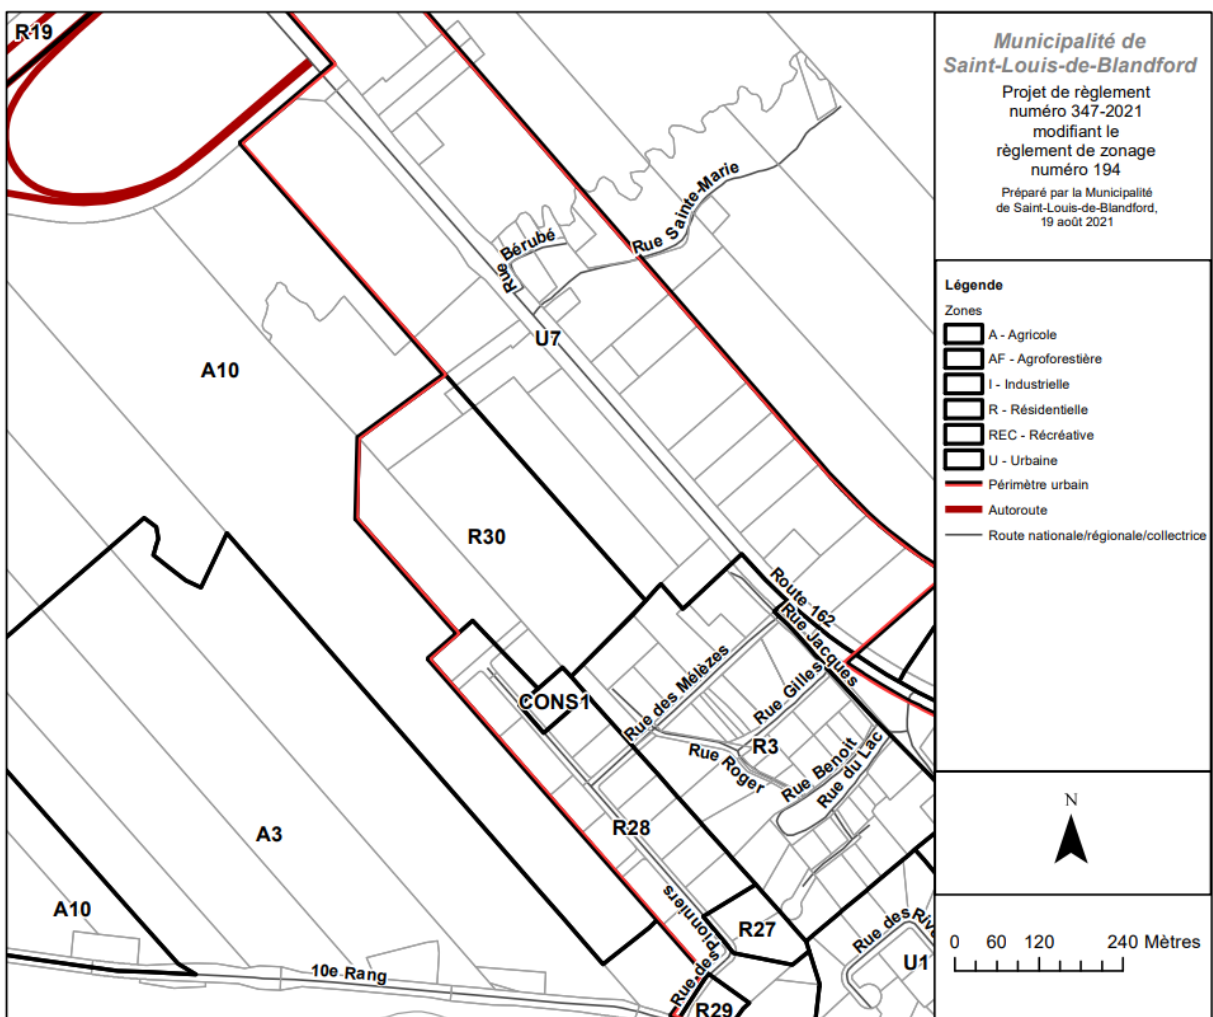 Municipalité de
Saint-Louis-de-Blandford
Projet de règlement
numéro 347-2021
modifiant le
règlement de zonage
numéro 194
Préparé par la Municipalité
de Saint-Louis-de-Blandford,
19 août 2021
Légende
Zones
A - Agricole
AF - Agroforestière
I - Industrielle
R - Résidentielle
REC - Récréative
U - Urbaine
Périmètre urbain
Autoroute
Route nationale/régionale/collectrice
N
0 60 120 240 Mètres
R19
Rue Sainte-Marie
Rue Bérubé
U7
A10
R30
Route 162
Rue Jacques
Rue des Mélèzes
Rue Gilles
CONS1
R3
Rue Roger
Rue Benoit
Rue du Lac
R28
A3
A10
Rue des Pionniers
R27
Rue des Rive
U1
10e Rang
R29